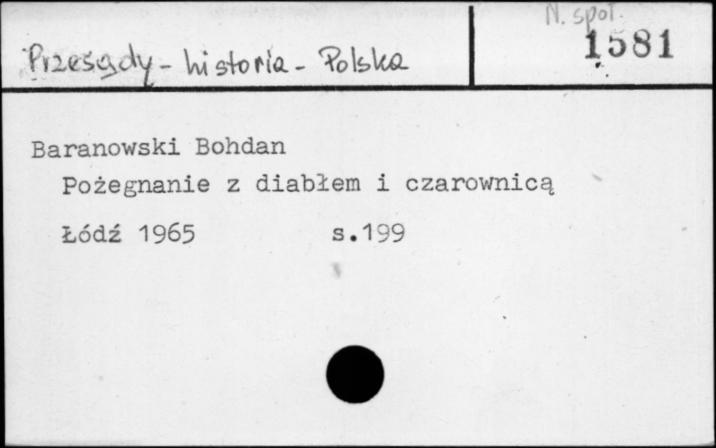 N. społ.
1581
Przesądy - historia - Polska
Baranowski Bohdan
Pożegnanie z diabłem i czarownicą
Łódź 1965 s.199